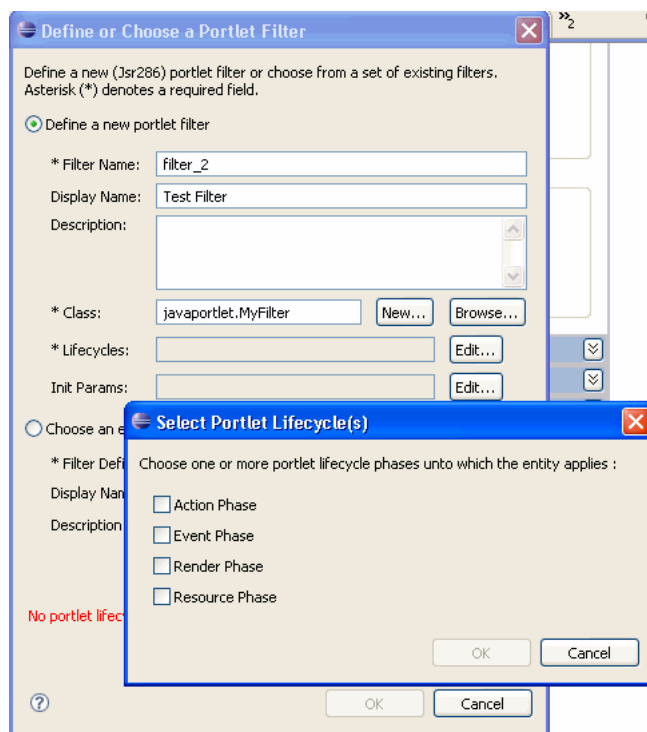 Define or Choose a Portlet Filter
»2
Define a new (Jsr286) portlet filter or choose from a set of existing filters.
Asterisk (*) denotes a required field.
Define a new portlet filter
* Filter Name: filter_2
Display Name: Test Filter
Description:
* Class: javaportlet.MyFilter New... Browse...
* Lifecycles: Edit...
Init Params: Edit...
Choose an e
* Filter Defi
Display Nam
Description
No portlet lifec
Select Portlet Lifecycle(s)
Choose one or more portlet lifecycle phases unto which the entity applies :
Action Phase
Event Phase
Render Phase
Resource Phase
OK Cancel
? OK Cancel